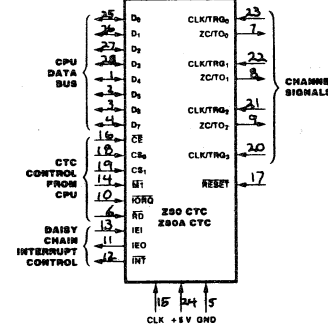 25 D0 CLK/TRG0 23
26 D1 ZC/TO0 7
27 D2
28 D3 CLK/TRG1 22
CPU DATA BUS
1 D4 ZC/TO1 8
CHANNEL SIGNALS
2 D5
3 D6 CLK/TRG2 21
4 D7 ZC/TO2 9
16 CE
18 CS0 CLK/TRG3 20
CTC CONTROL FROM CPU
19 CS1
14 M1 RESET 17
10 IORQ
6 RD Z80 CTC
13 IEI Z80A CTC
DAISY CHAIN INTERRUPT CONTROL
11 IEO
12 INT
15 24 5
CLK +5V GND